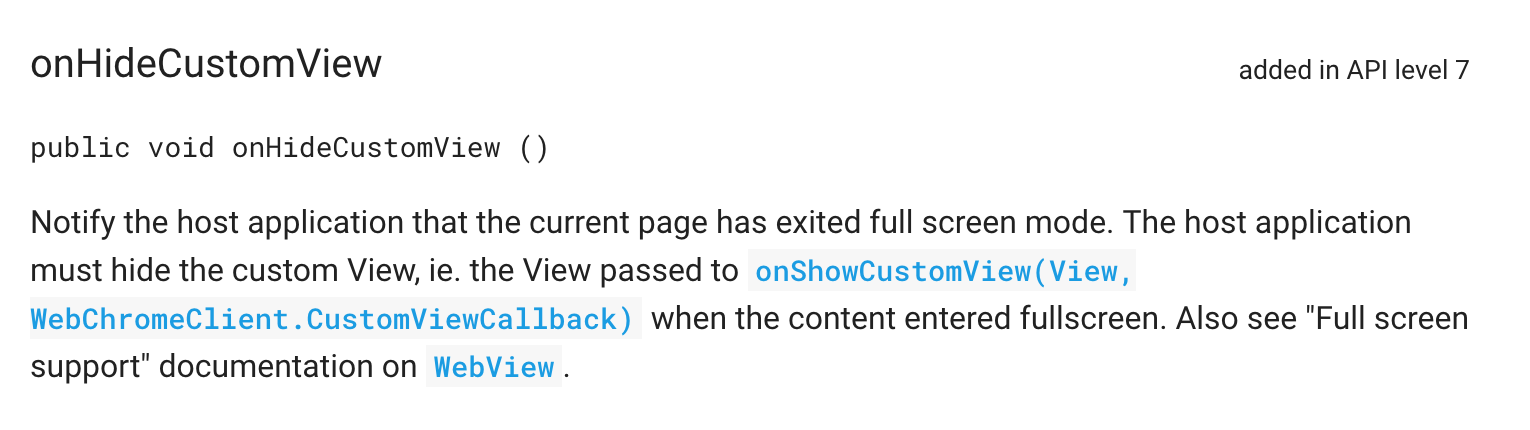 onHideCustomView
added in API level 7
public void onHideCustomView ()
Notify the host application that the current page has exited full screen mode. The host application
must hide the custom View, ie. the View passed to onShowCustomView(View,
WebChromeClient.CustomViewCallback) when the content entered fullscreen. Also see "Full screen
support" documentation on WebView.